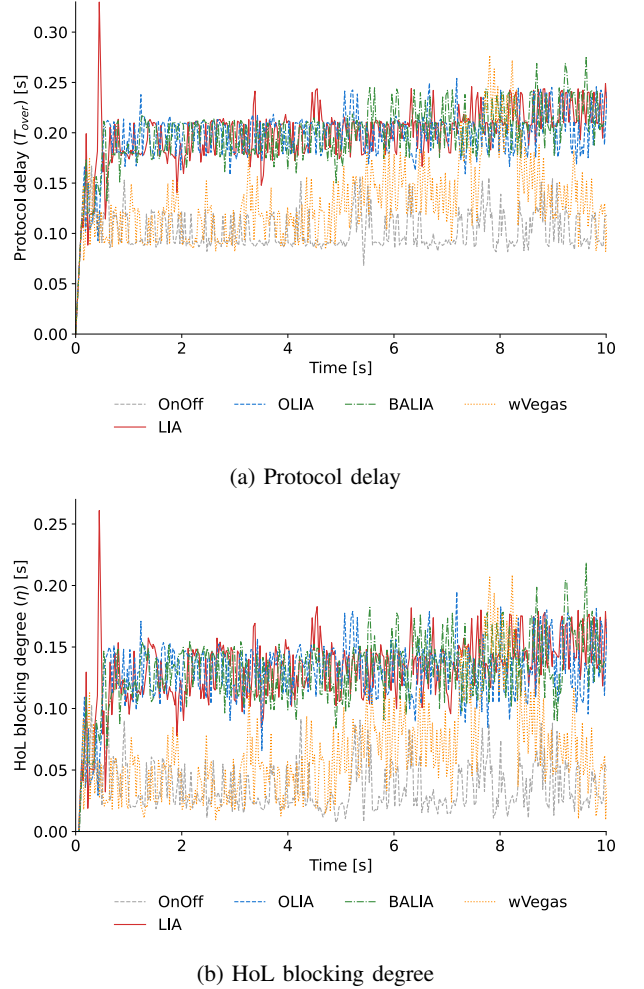 0.30
0.25
0.20
0.15
0.10
0.05
0.00
Protocol delay (T_over) [s]
0 2 4 6 8 10
Time [s]
OnOff OLIA BALIA wVegas
LIA
(a) Protocol delay
0.25
0.20
0.15
0.10
0.05
0.00
HoL blocking degree (η) [s]
0 2 4 6 8 10
Time [s]
OnOff OLIA BALIA wVegas
LIA
(b) HoL blocking degree